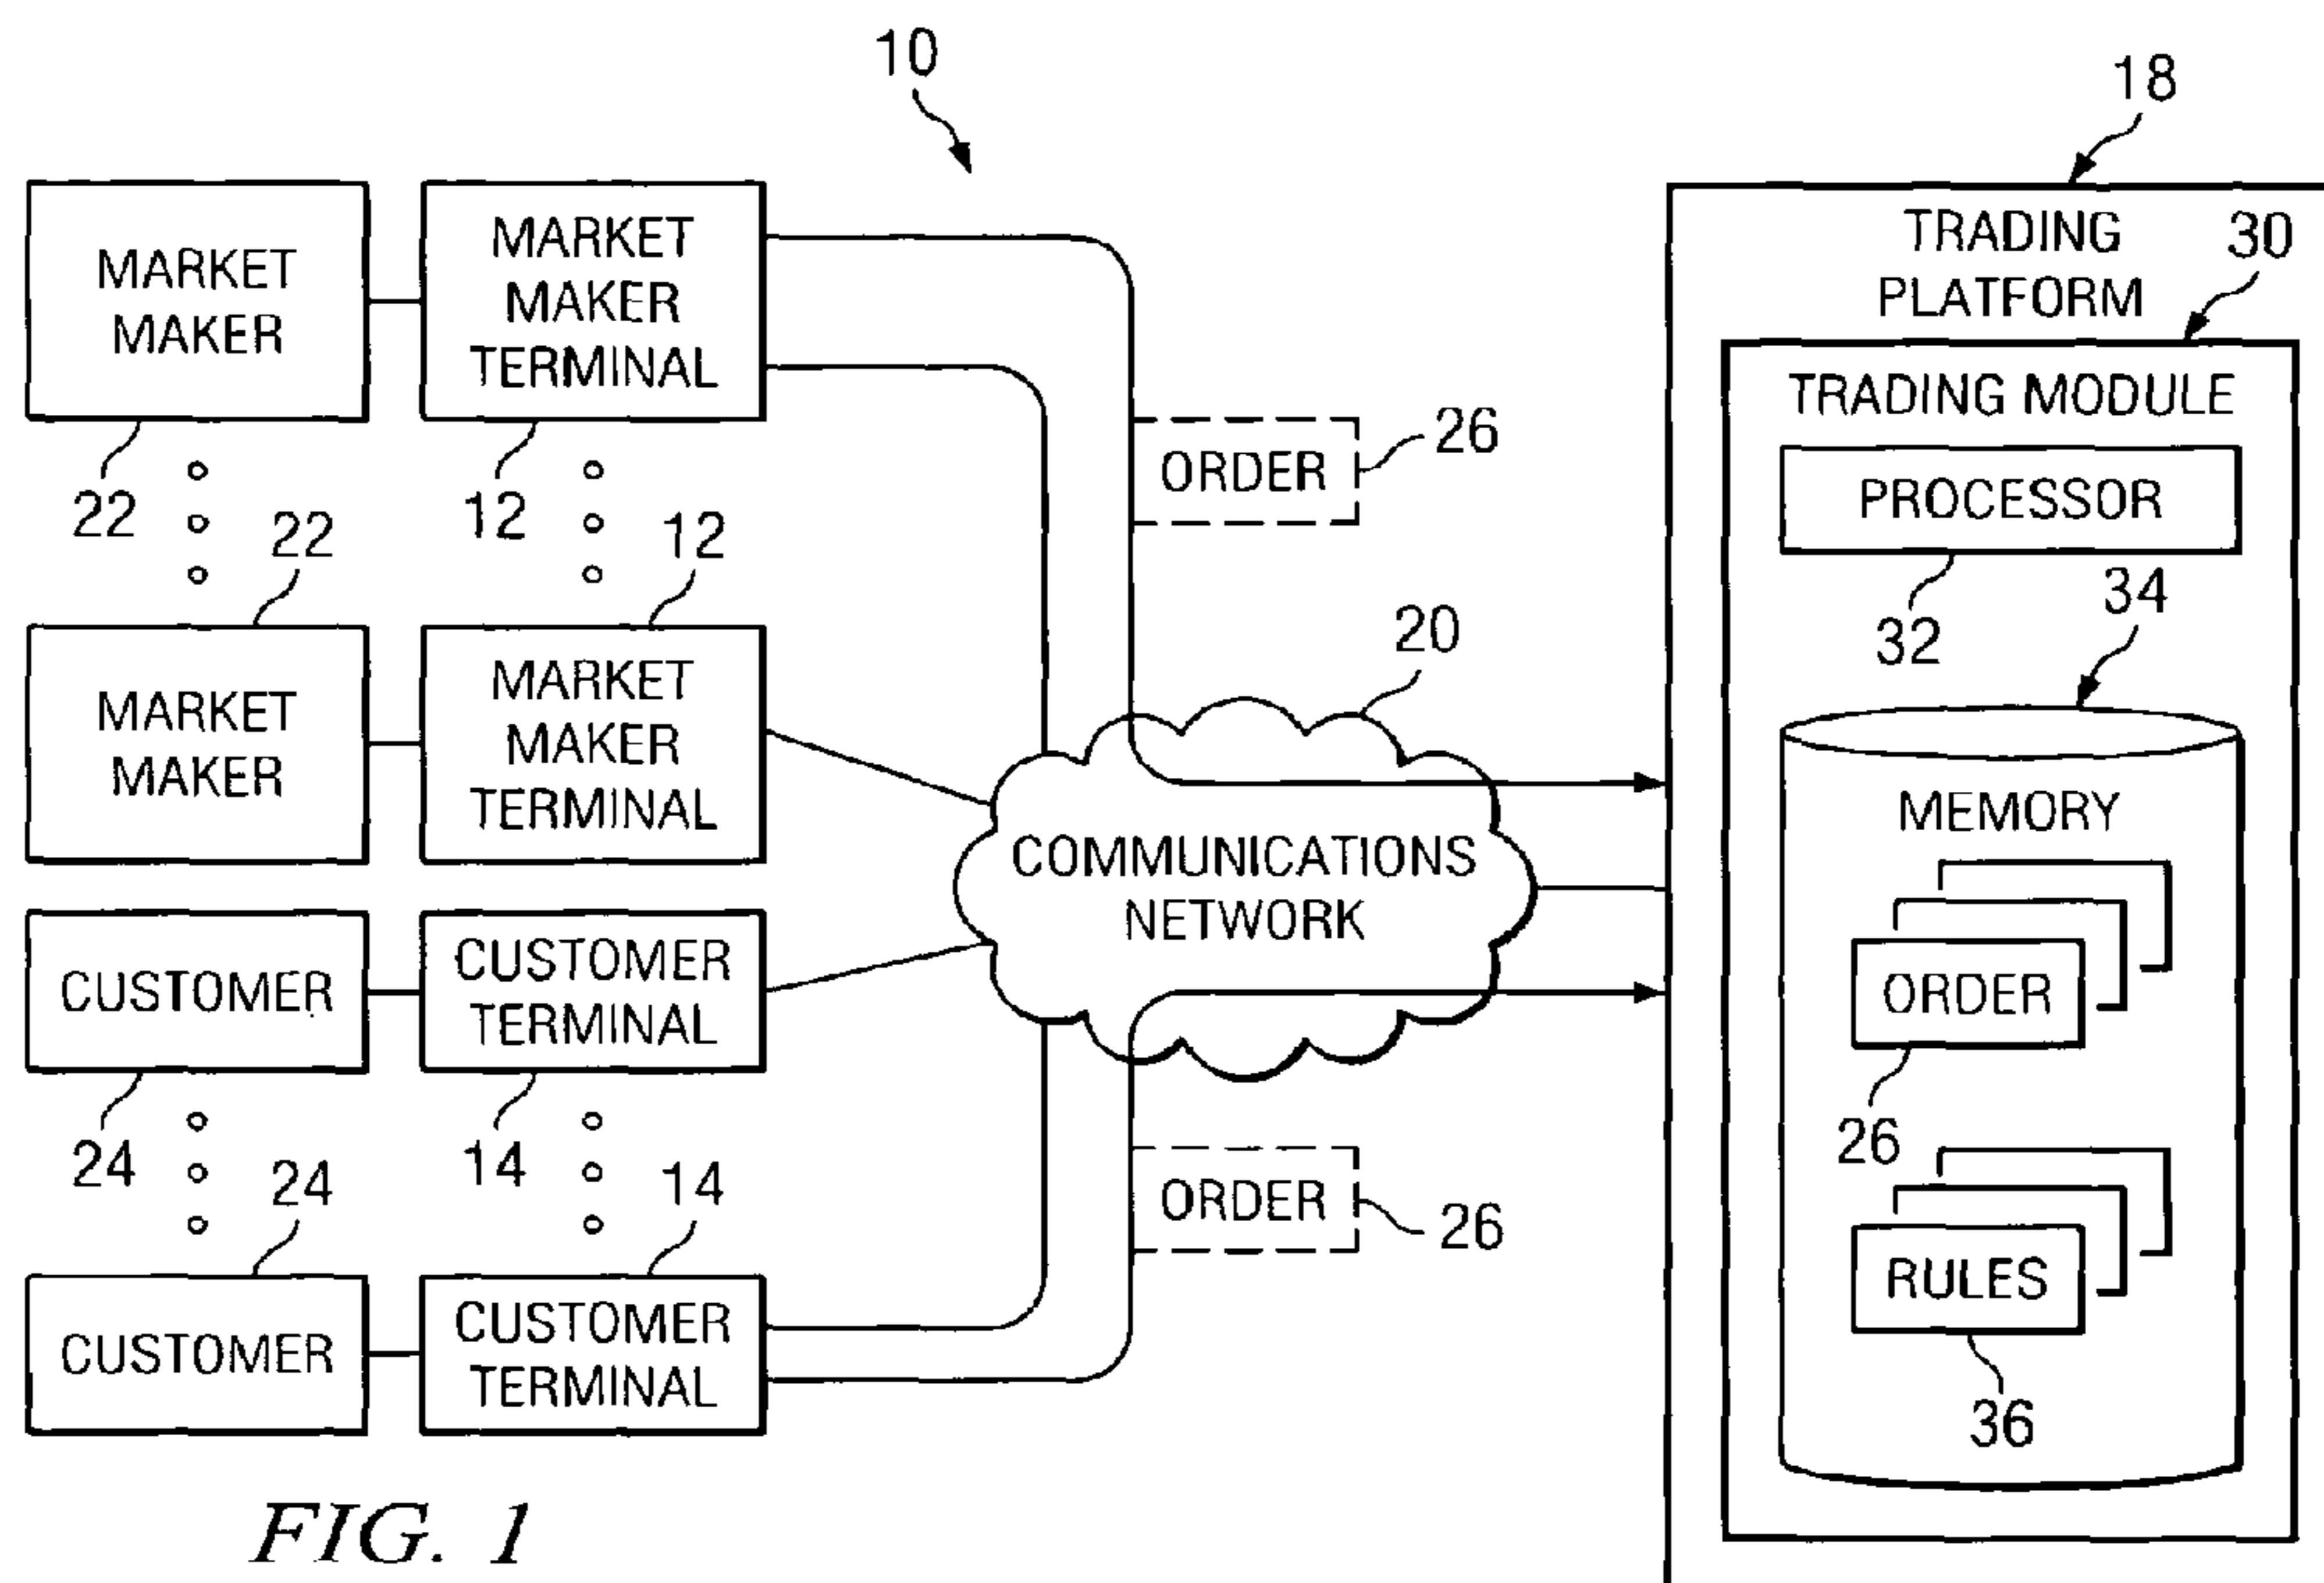 10
18
TRADING
PLATFORM
30
MARKET
MAKER
MARKET
MAKER
TERMINAL
TRADING MODULE
ORDER
26
PROCESSOR
22
12
22
12
32
34
20
MARKET
MAKER
MARKET
MAKER
TERMINAL
COMMUNICATIONS
NETWORK
MEMORY
ORDER
26
CUSTOMER
CUSTOMER
TERMINAL
24
14
24
14
ORDER
26
RULES
36
CUSTOMER
CUSTOMER
TERMINAL
FIG. 1